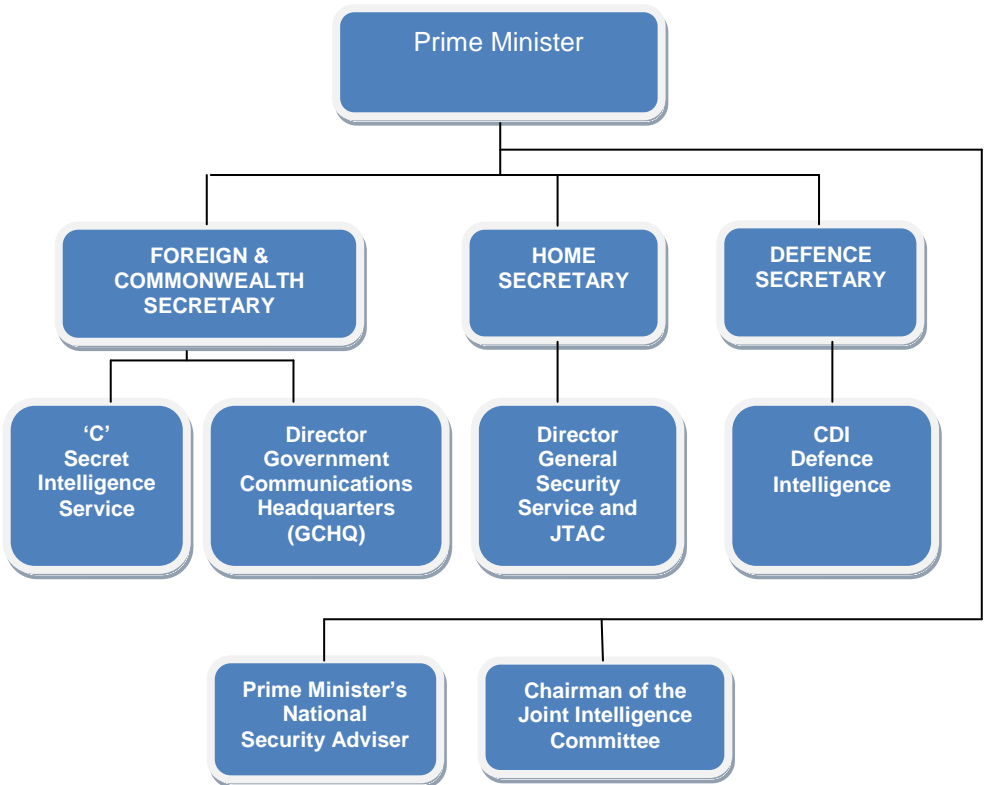 Prime Minister
FOREIGN &
COMMONWEALTH
SECRETARY
HOME
SECRETARY
DEFENCE
SECRETARY
‘C’
Secret
Intelligence
Service
Director
Government
Communications
Headquarters
(GCHQ)
Director
General
Security
Service and
JTAC
CDI
Defence
Intelligence
Prime Minister’s
National
Security Adviser
Chairman of the
Joint Intelligence
Committee